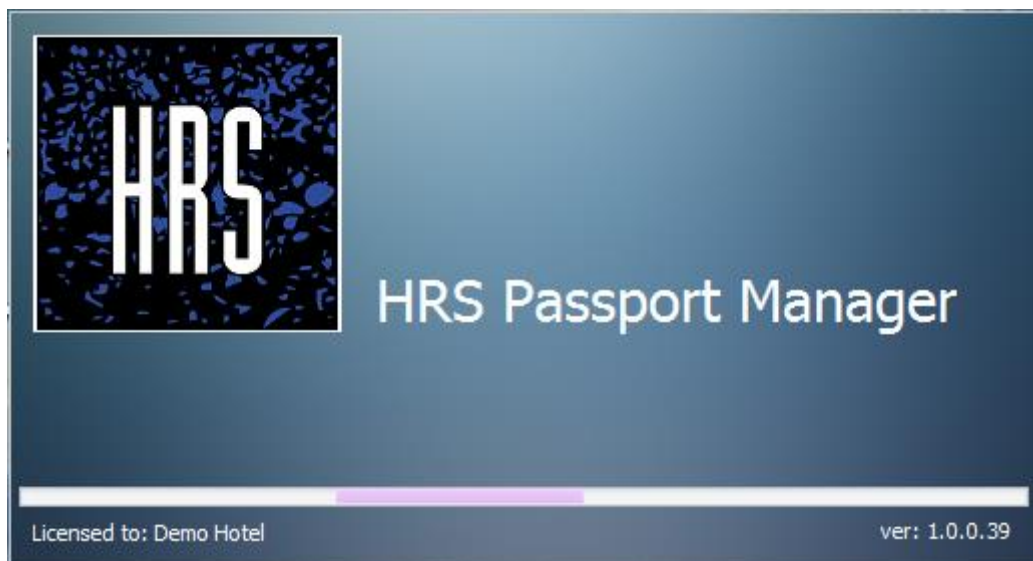 HRS
HRS Passport Manager
Licensed to: Demo Hotel
ver: 1.0.0.39